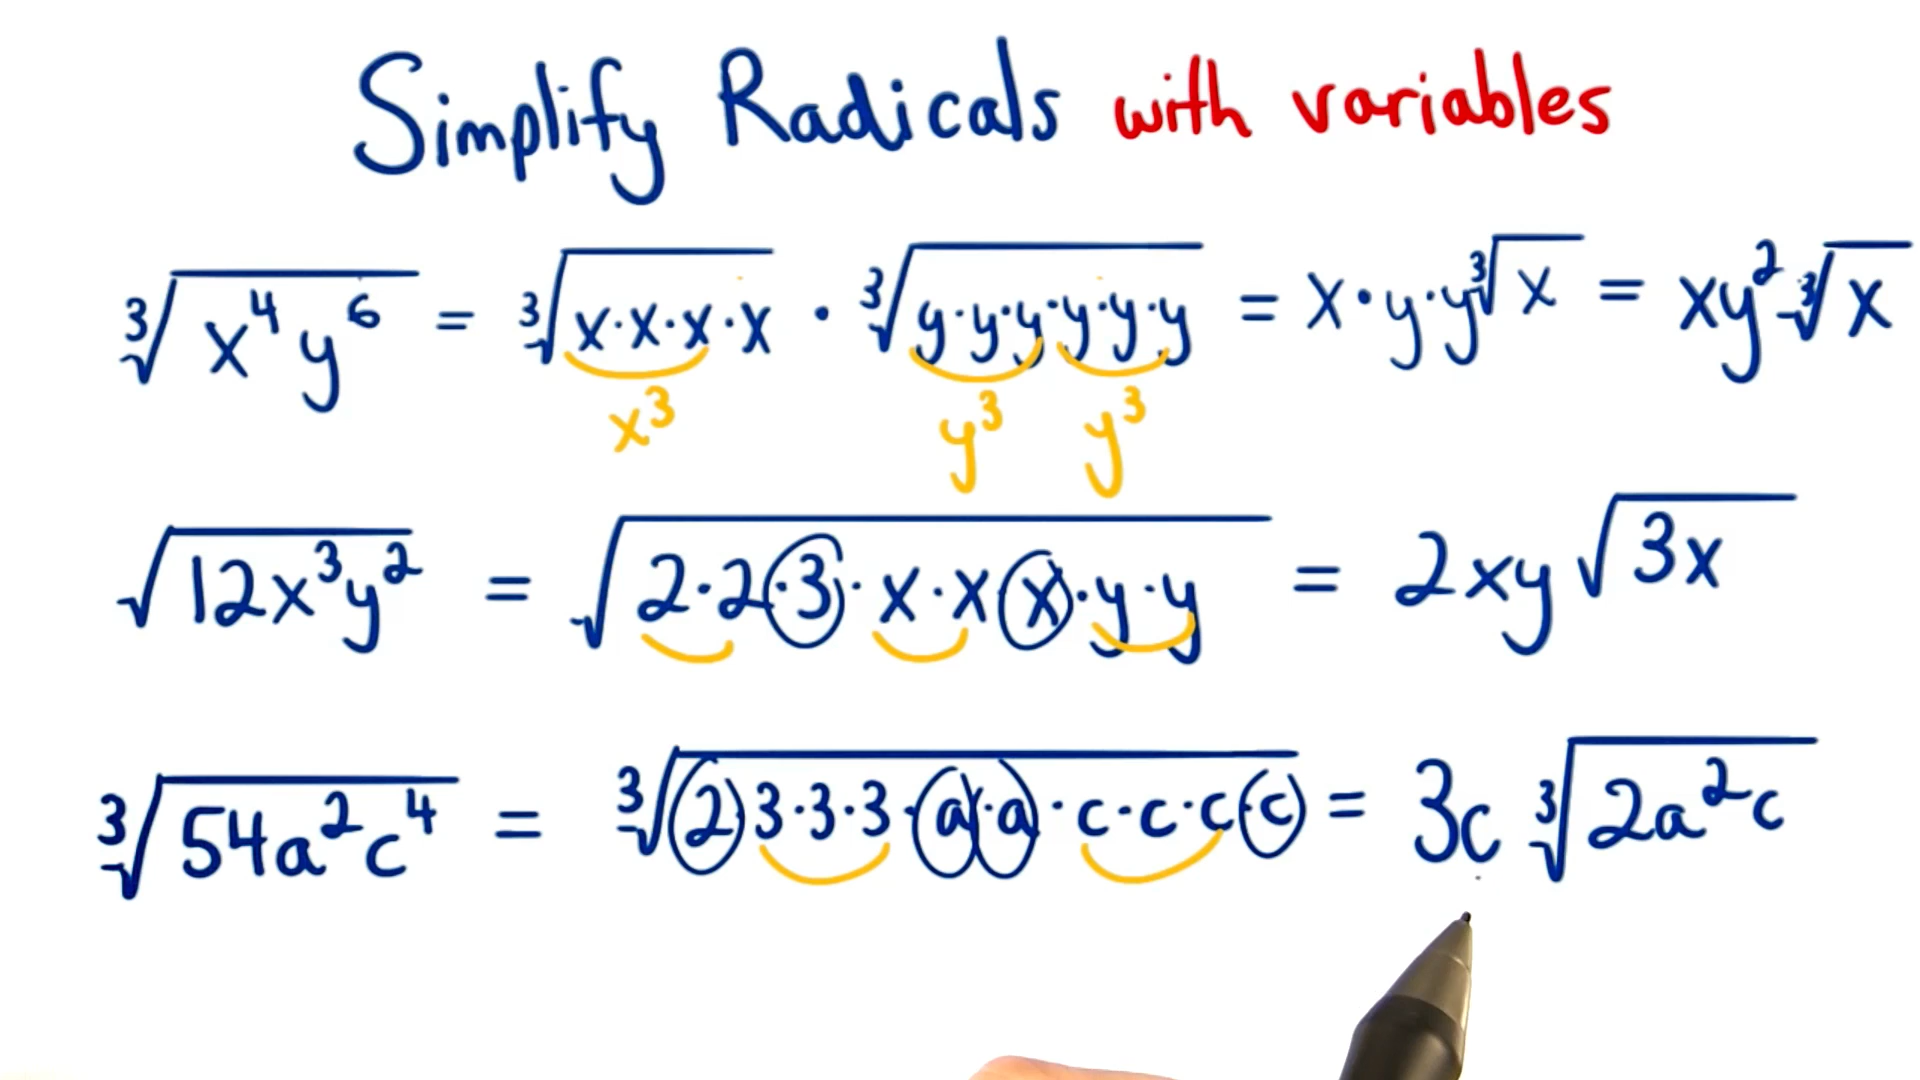 Simplify Radicals with variables
∛(x⁴y⁶) = ∛(x·x·x·x) · ∛(y·y·y·y·y·y) = x·y·y∛x = xy²∛x
x³ y³ y³
√(12x³y²) = √(2·2·3·x·x·x·y·y) = 2xy√(3x)
∛(54a²c⁴) = ∛(2 3·3·3·a·a·c·c·c·c) = 3c ∛(2a²c)